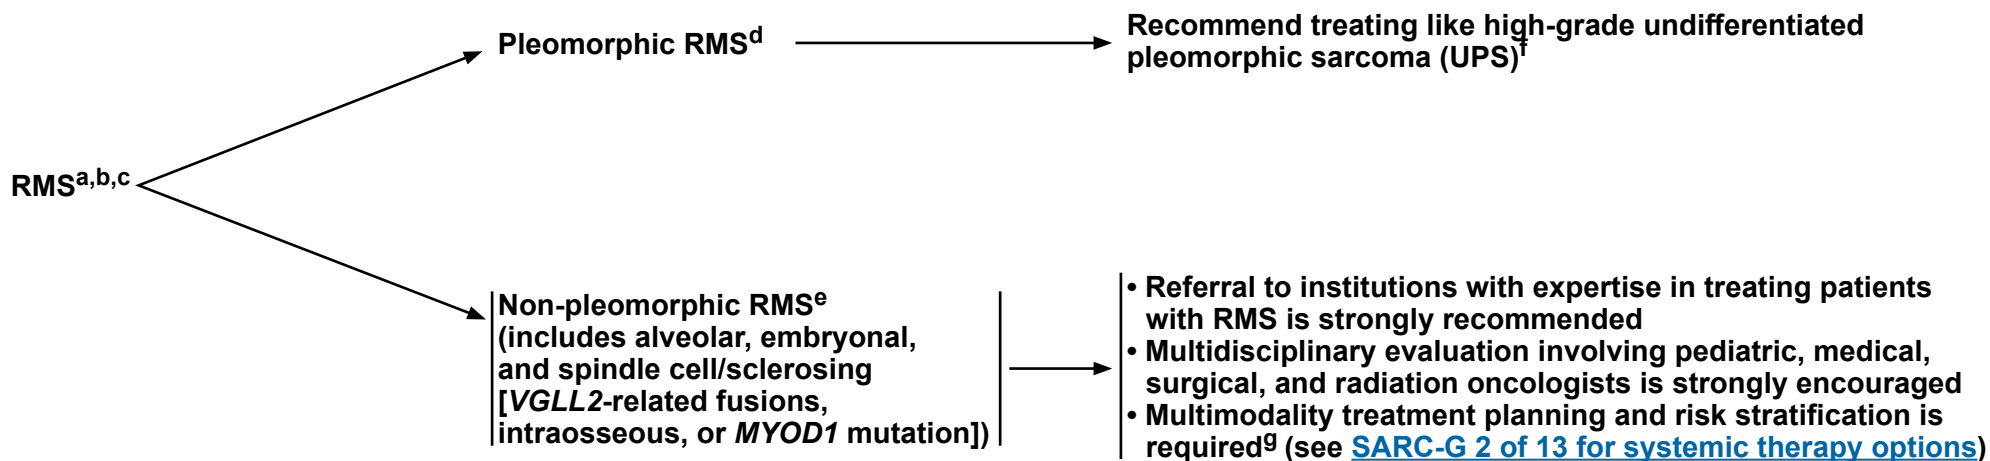 Pleomorphic RMSd
Recommend treating like high-grade undifferentiated
pleomorphic sarcoma (UPS)f
RMSa,b,c
Non-pleomorphic RMSe
(includes alveolar, embryonal,
and spindle cell/sclerosing
[VGLL2-related fusions,
intraosseous, or MYOD1 mutation])
• Referral to institutions with expertise in treating patients
with RMS is strongly recommended
• Multidisciplinary evaluation involving pediatric, medical,
surgical, and radiation oncologists is strongly encouraged
• Multimodality treatment planning and risk stratification is
requiredg (see SARC-G 2 of 13 for systemic therapy options)